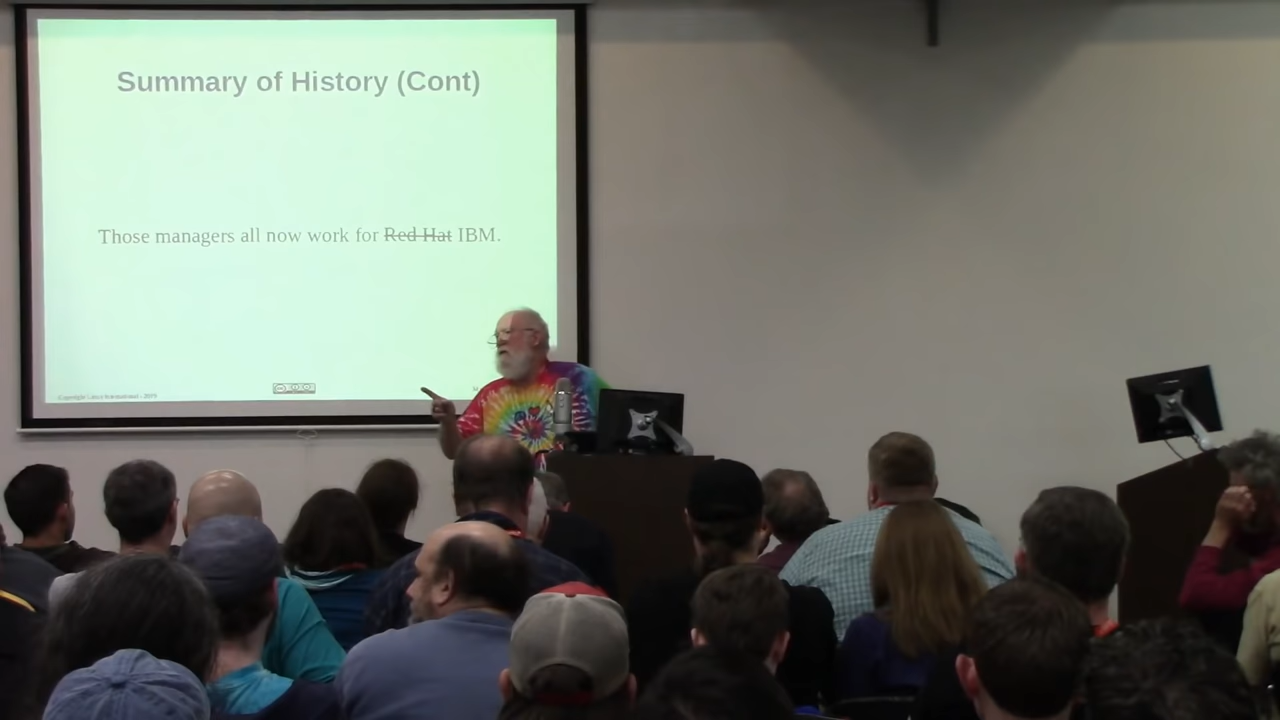 Summary of History (Cont)
Those managers all now work for Red Hat IBM.